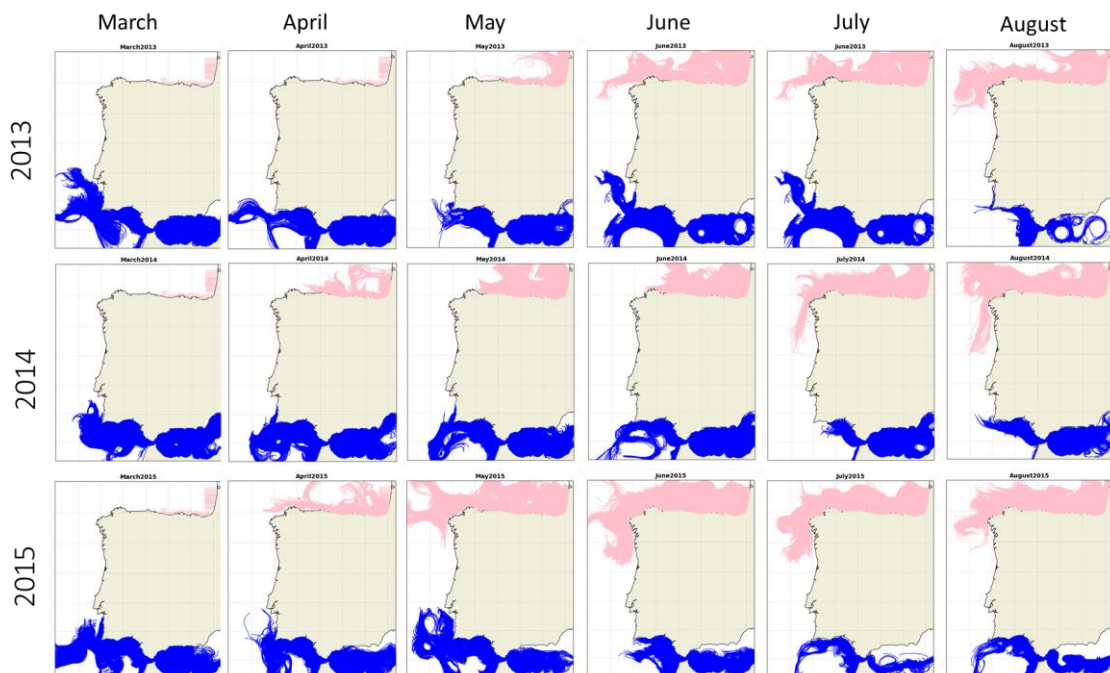 March April May June July August
March2013 April2013 May2013 June2013 June2013 August2013
2013
March2014 April2014 May2014 June2014 July2014 August2014
2014
March2015 April2015 May2015 June2015 July2015 August2015
2015